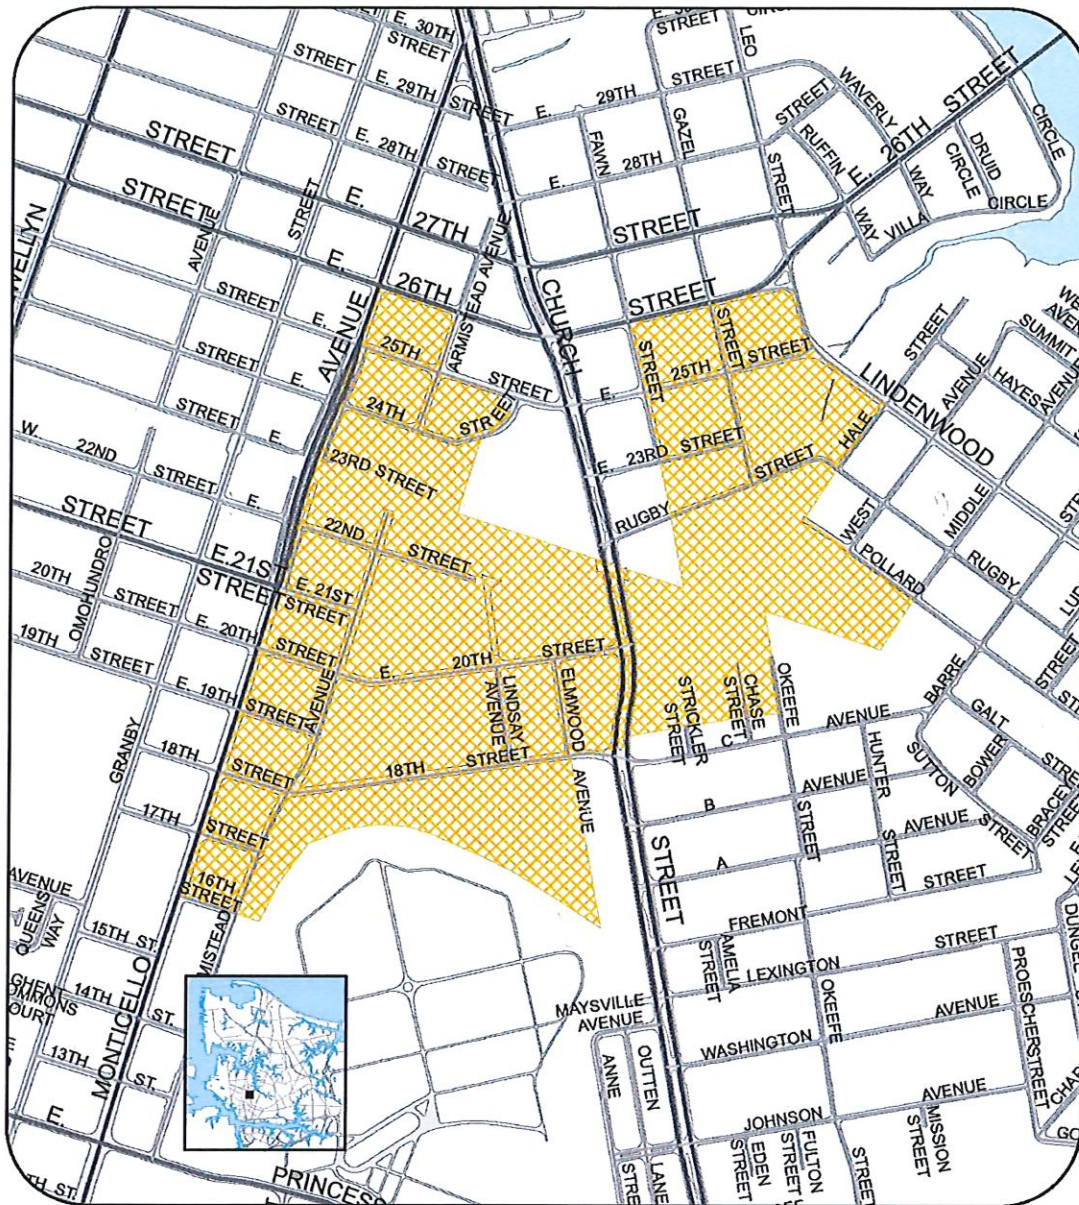 E. 30TH
STREET
STREET
E. 29TH
STREET
STREET
E. 28TH
STREET
STREET
E.
27TH
STREET
STREET
E.
26TH
AVENUE
STREET
AVENUE
ARMISTEAD AVENUE
CHURCH
STREET
E.
29TH
STREET
LEO
GAZEL
FAWN
E.
28TH
STREET
STREET
WAVERLY
WAY
RUFFIN
WAY
E.
26TH
STREET
DRUID
CIRCLE
CIRCLE
VILLA
CIRCLE
STREET
STREET
STREET
E.
25TH
STREET
STREET
E.
24TH
STREET
STREET
E.
23RD STREET
W.
22ND
STREET
E.
22ND
STREET
STREET
E. 21ST
STREET
E. 21ST
STREET
20TH
STREET
E. 20TH
STREET
E.
20TH
STREET
OMOHUNDRO
19TH
STREET
E. 19TH
STREET
AVENUE
GRANBY
18TH
STREET
18TH
STREET
17TH
STREET
16TH
STREET
LINDSAY
AVENUE
ELMWOOD
AVENUE
STREET
STREET
E.
25TH
STREET
E. 23RD
STREET
RUGBY
STREET
HALE
LINDENWOOD
STREET
AVENUE
SUMMIT
HAYES
AVENUE
WEST
MIDDLE
POLLARD
RUGBY
STREET
BARRE
GALT
BOWER
SUTTON
STREET
STRICKLER
STREET
CHASE
STREET
OKEEFE
STREET
C
AVENUE
HUNTER
STREET
B
AVENUE
A
AVENUE
STREET
FREMONT
STREET
AMELIA
STREET
LEXINGTON
OKEEFE
WASHINGTON
AVENUE
JOHNSON
AVENUE
MISSION
STREET
EDEN
STREET
FULTON
STREET
STREET
MAYSVILLE
AVENUE
ANNE
OUTTEN
LANE
AVENUE
QUEENS
WAY
15TH ST.
14TH
ST.
13TH
ST.
MONTICELLO
E.
PRINCESS